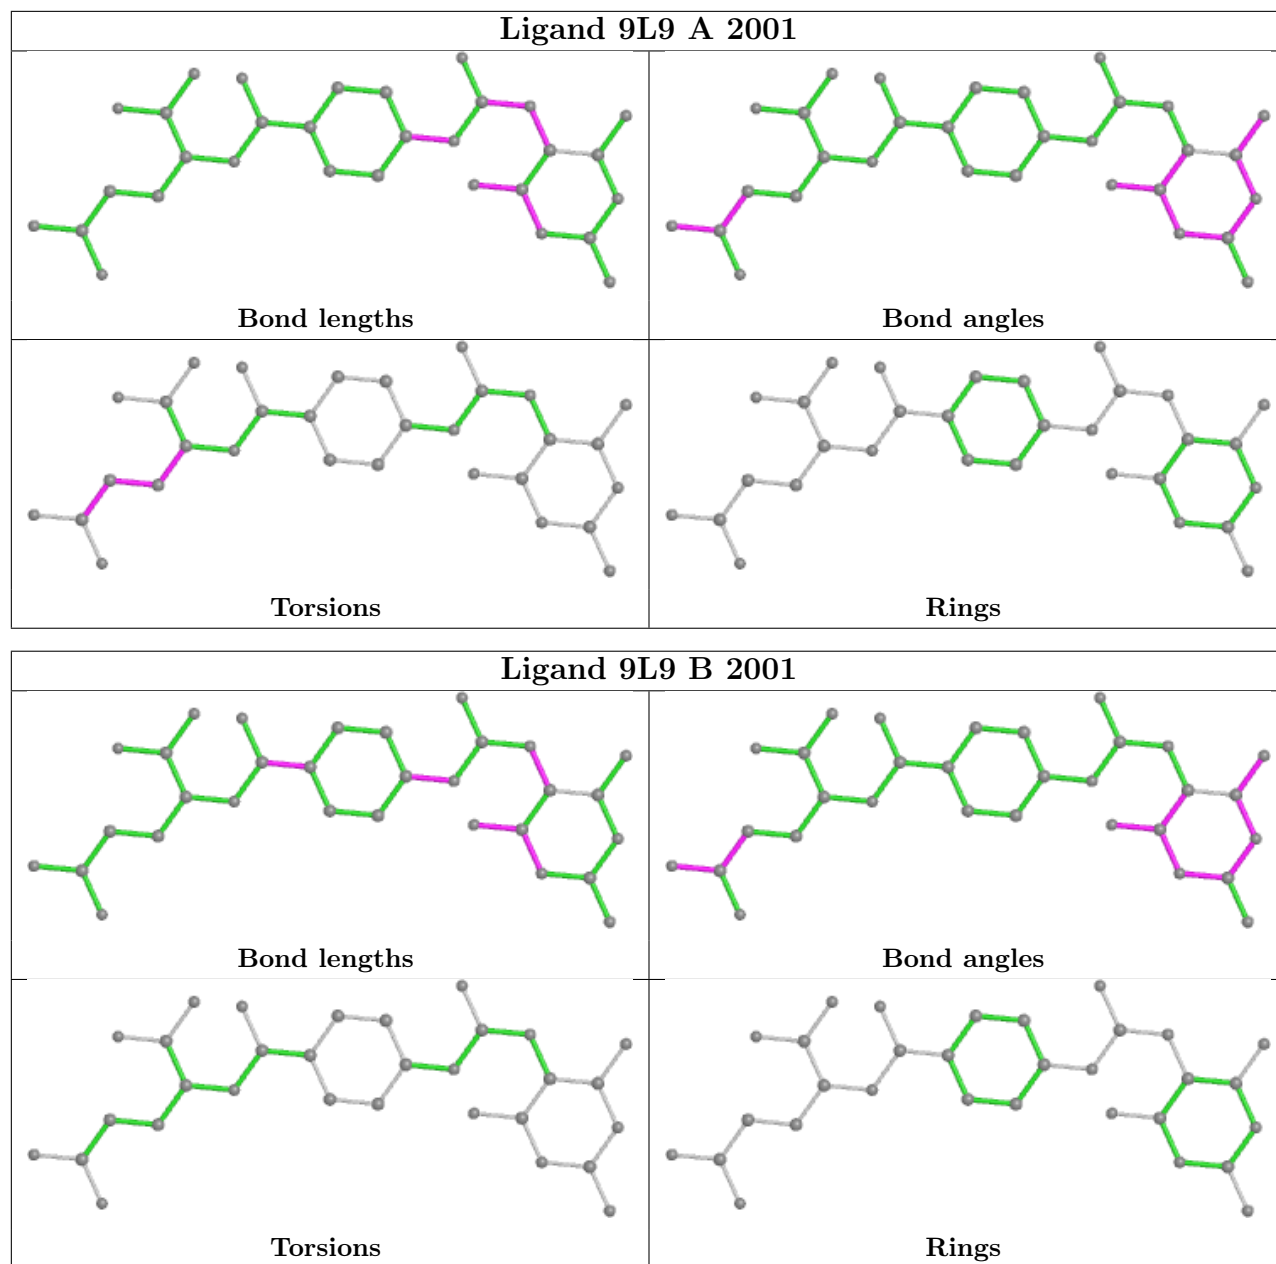 Ligand 9L9 A 2001
Bond lengths
Bond angles
Torsions
Rings
Ligand 9L9 B 2001
Bond lengths
Bond angles
Torsions
Rings